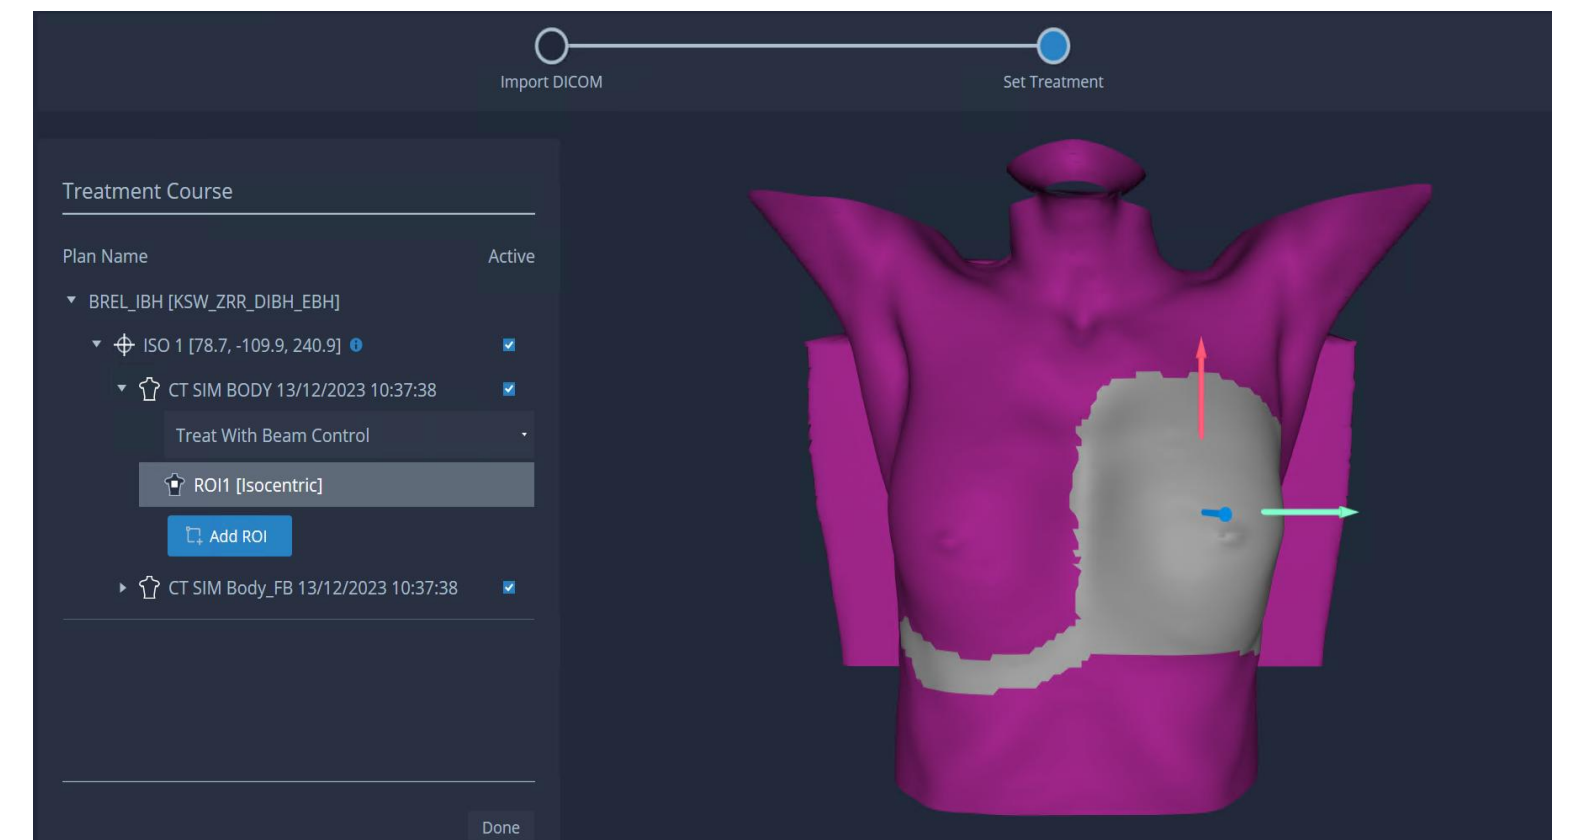 Import DICOM
Set Treatment
Treatment Course
Plan Name Active
BREL_IBH [KSW_ZRR_DIBH_EBH]
ISO 1 [78.7, -109.9, 240.9]
CT SIM BODY 13/12/2023 10:37:38
Treat With Beam Control
ROI1 [Isocentric]
Add ROI
CT SIM Body_FB 13/12/2023 10:37:38
Done